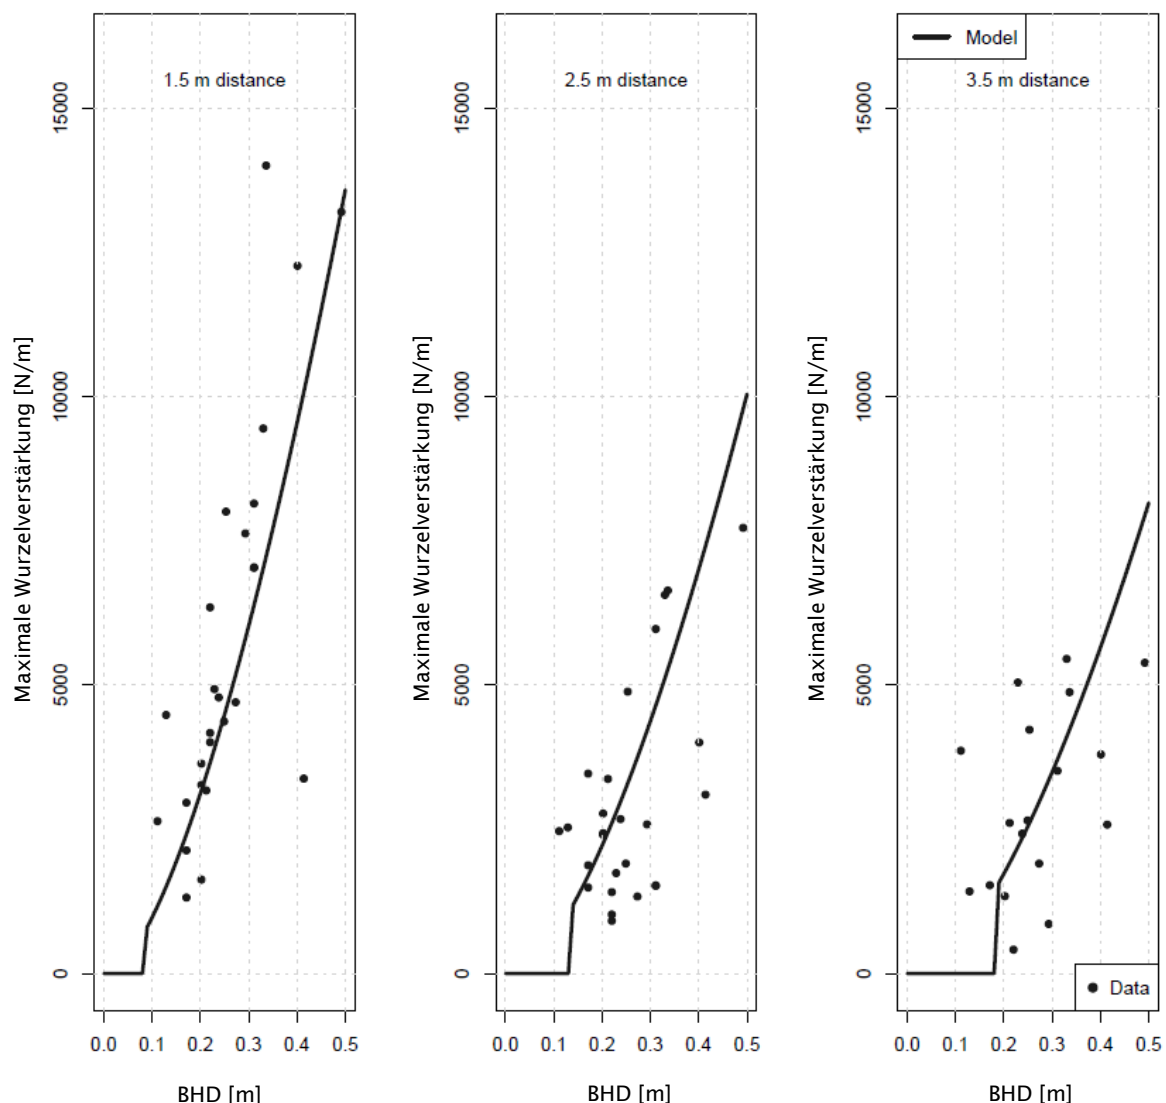 1.5 m distance
Maximale Wurzelverstärkung [N/m]
15000
10000
5000
0
0.0 0.1 0.2 0.3 0.4 0.5
BHD [m]
2.5 m distance
Maximale Wurzelverstärkung [N/m]
15000
10000
5000
0
0.0 0.1 0.2 0.3 0.4 0.5
BHD [m]
Model
3.5 m distance
Maximale Wurzelverstärkung [N/m]
15000
10000
5000
0
Data
0.0 0.1 0.2 0.3 0.4 0.5
BHD [m]